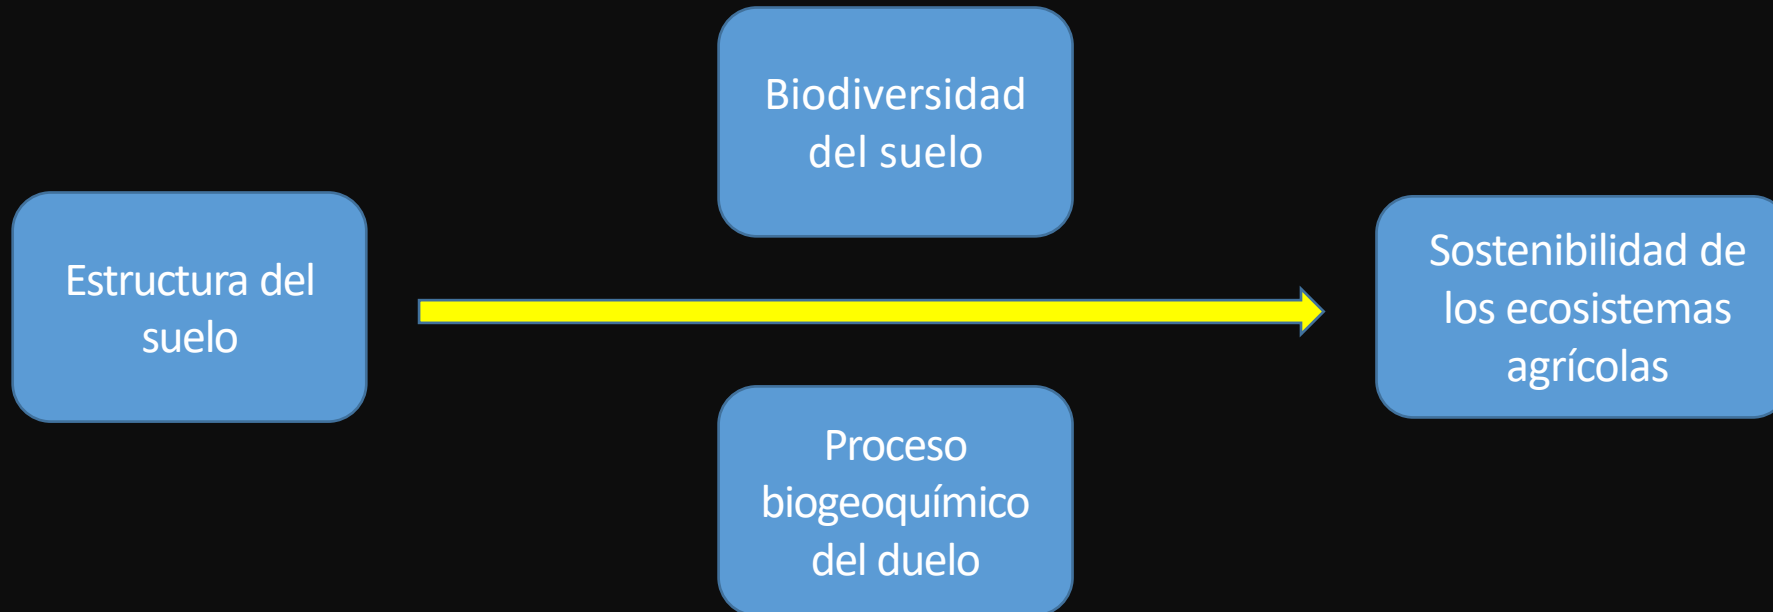 Biodiversidad
del suelo
Estructura del
suelo
Sostenibilidad de
los ecosistemas
agrícolas
Proceso
biogeoquímico
del duelo